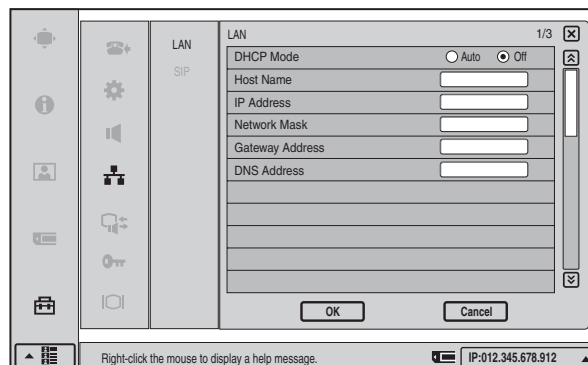 LAN
SIP
LAN 1/3
DHCP Mode Auto Off
Host Name
IP Address
Network Mask
Gateway Address
DNS Address
OK Cancel
Right-click the mouse to display a help message. IP:012.345.678.912